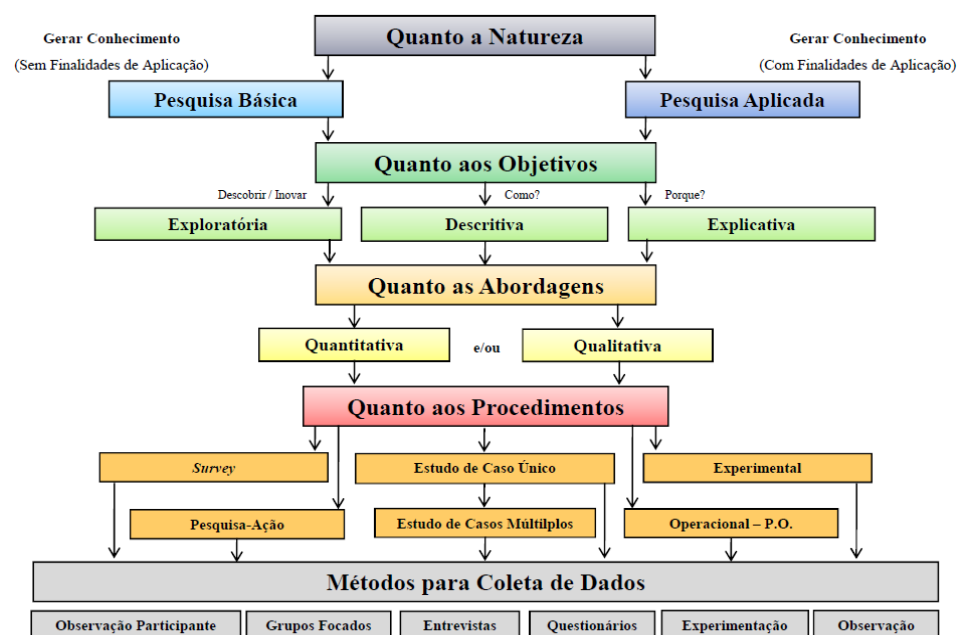 Gerar Conhecimento
(Sem Finalidades de Aplicação)
Quanto a Natureza
Gerar Conhecimento
(Com Finalidades de Aplicação)
Pesquisa Básica
Pesquisa Aplicada
Quanto aos Objetivos
Descobrir / Inovar
Como?
Porque?
Exploratória
Descritiva
Explicativa
Quanto as Abordagens
Quantitativa
e/ou
Qualitativa
Quanto aos Procedimentos
Survey
Estudo de Caso Único
Experimental
Pesquisa-Ação
Estudo de Casos Múltilplos
Operacional – P.O.
Métodos para Coleta de Dados
Observação Participante
Grupos Focados
Entrevistas
Questionários
Experimentação
Observação